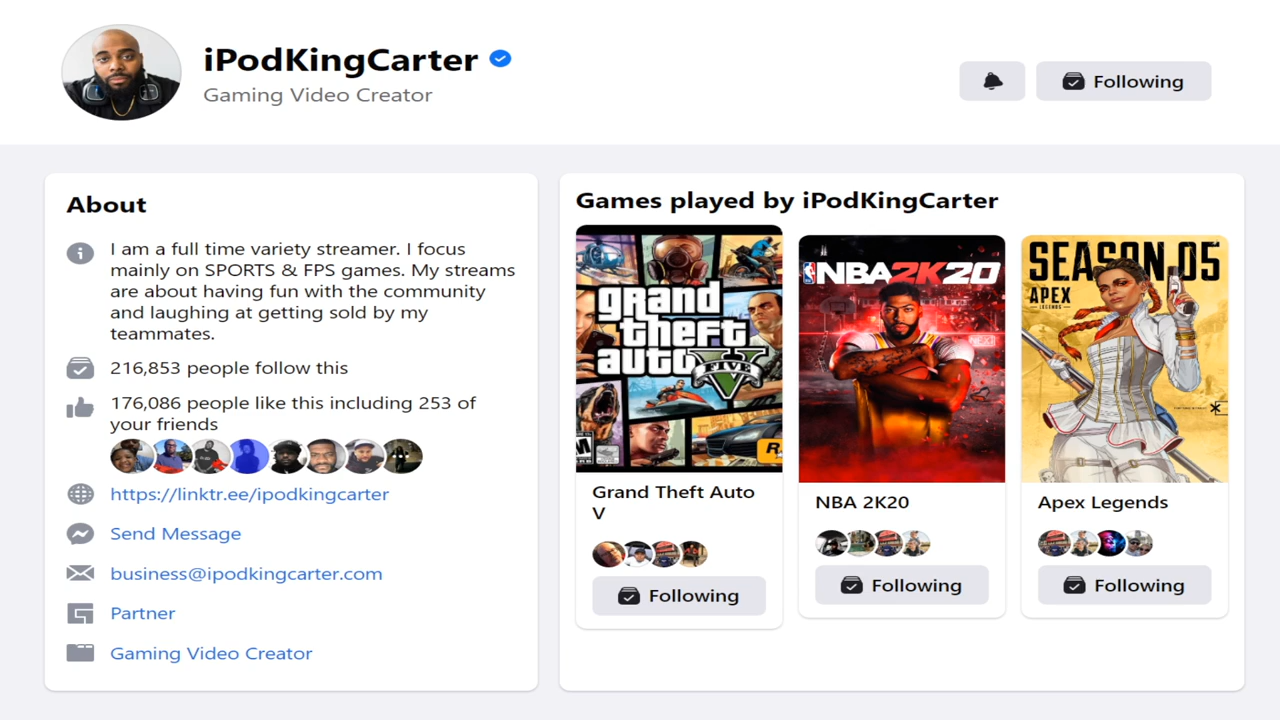 iPodKingCarter
Gaming Video Creator
Following
About
I am a full time variety streamer. I focus
mainly on SPORTS & FPS games. My streams
are about having fun with the community
and laughing at getting sold by my
teammates.
216,853 people follow this
176,086 people like this including 253 of
your friends
https://linktr.ee/ipodkingcarter
Send Message
business@ipodkingcarter.com
Partner
Gaming Video Creator
Games played by iPodKingCarter
grand
theft
auto
FIVE
M
R
Grand Theft Auto
V
Following
NBA 2K20
NBA 2K20
Following
SEASON 05
APEX
LEGENDS
Apex Legends
Following